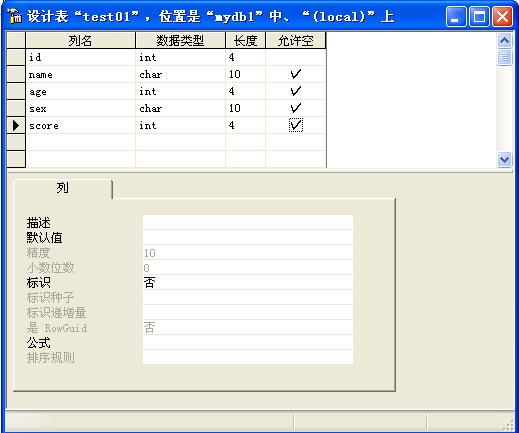 设计表“test01”，位置是“mydb1”中、“(local)”上
列名 数据类型 长度 允许空
id int 4
name char 10
age int 4
sex char 10
score int 4
列
描述
默认值
精度 10
小数位数 0
标识 否
标识种子
标识递增量
是 RowGuid 否
公式
排序规则